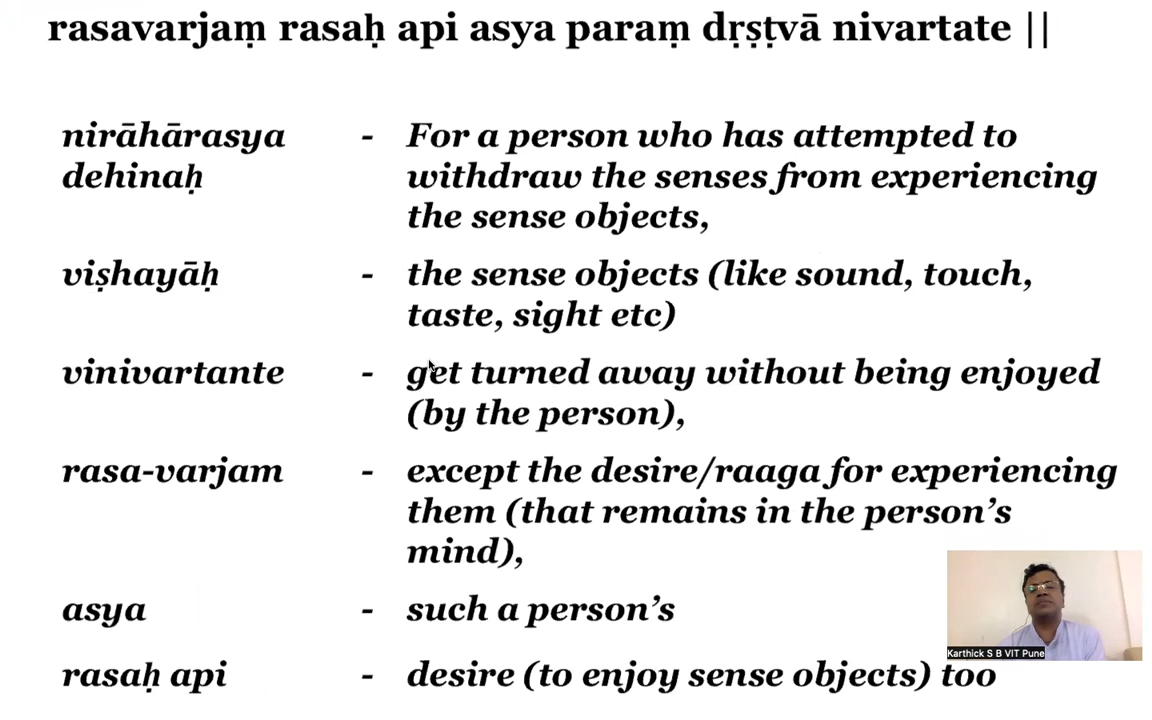 rasavarjaṃ rasaḥ api asya paraṃ dṛṣṭvā nivartate ||
nirāhārasya - For a person who has attempted to
dehinaḥ withdraw the senses from experiencing
the sense objects,
viṣhayāḥ - the sense objects (like sound, touch,
taste, sight etc)
vinivartante - get turned away without being enjoyed
(by the person),
rasa-varjam - except the desire/raaga for experiencing
them (that remains in the person's
mind),
asya - such a person's
rasaḥ api - desire (to enjoy sense objects) too
Karthick S B VIT Pune